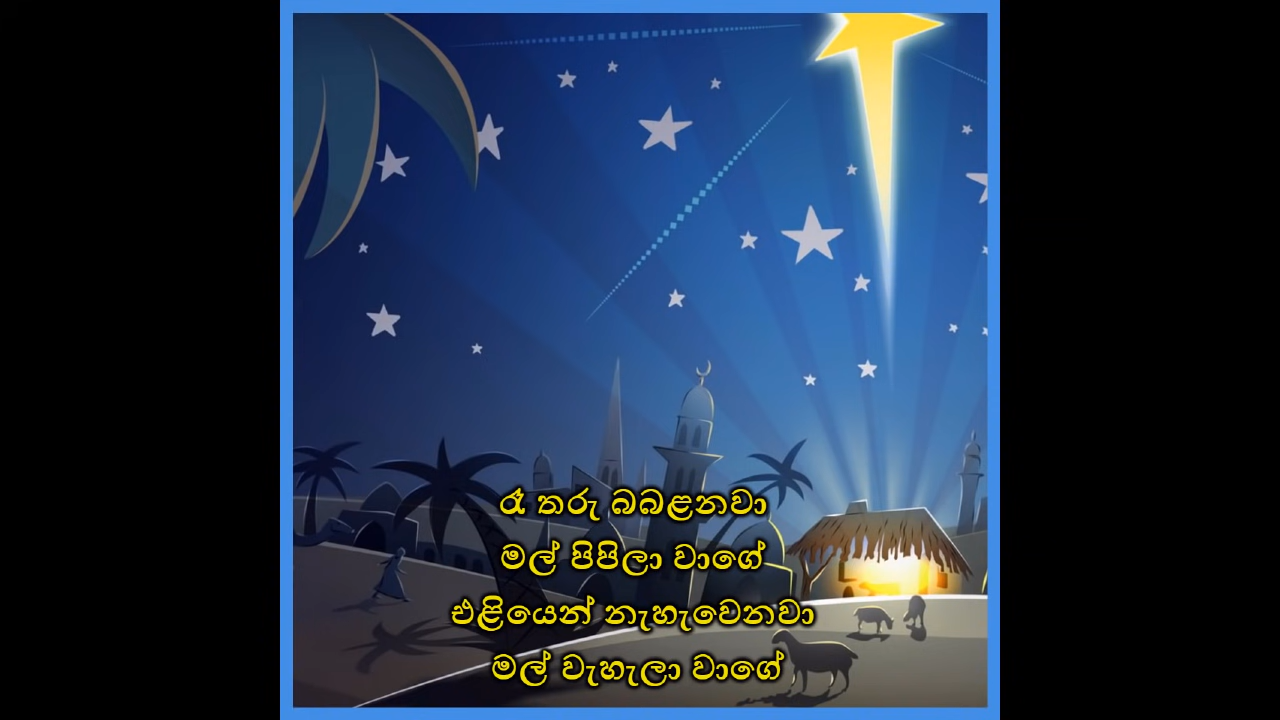 රෑ තරු බබළනවා
මල් පිපිලා වාගේ
එළියෙන් නැහැවෙනවා
මල් වැහැලා වාගේ